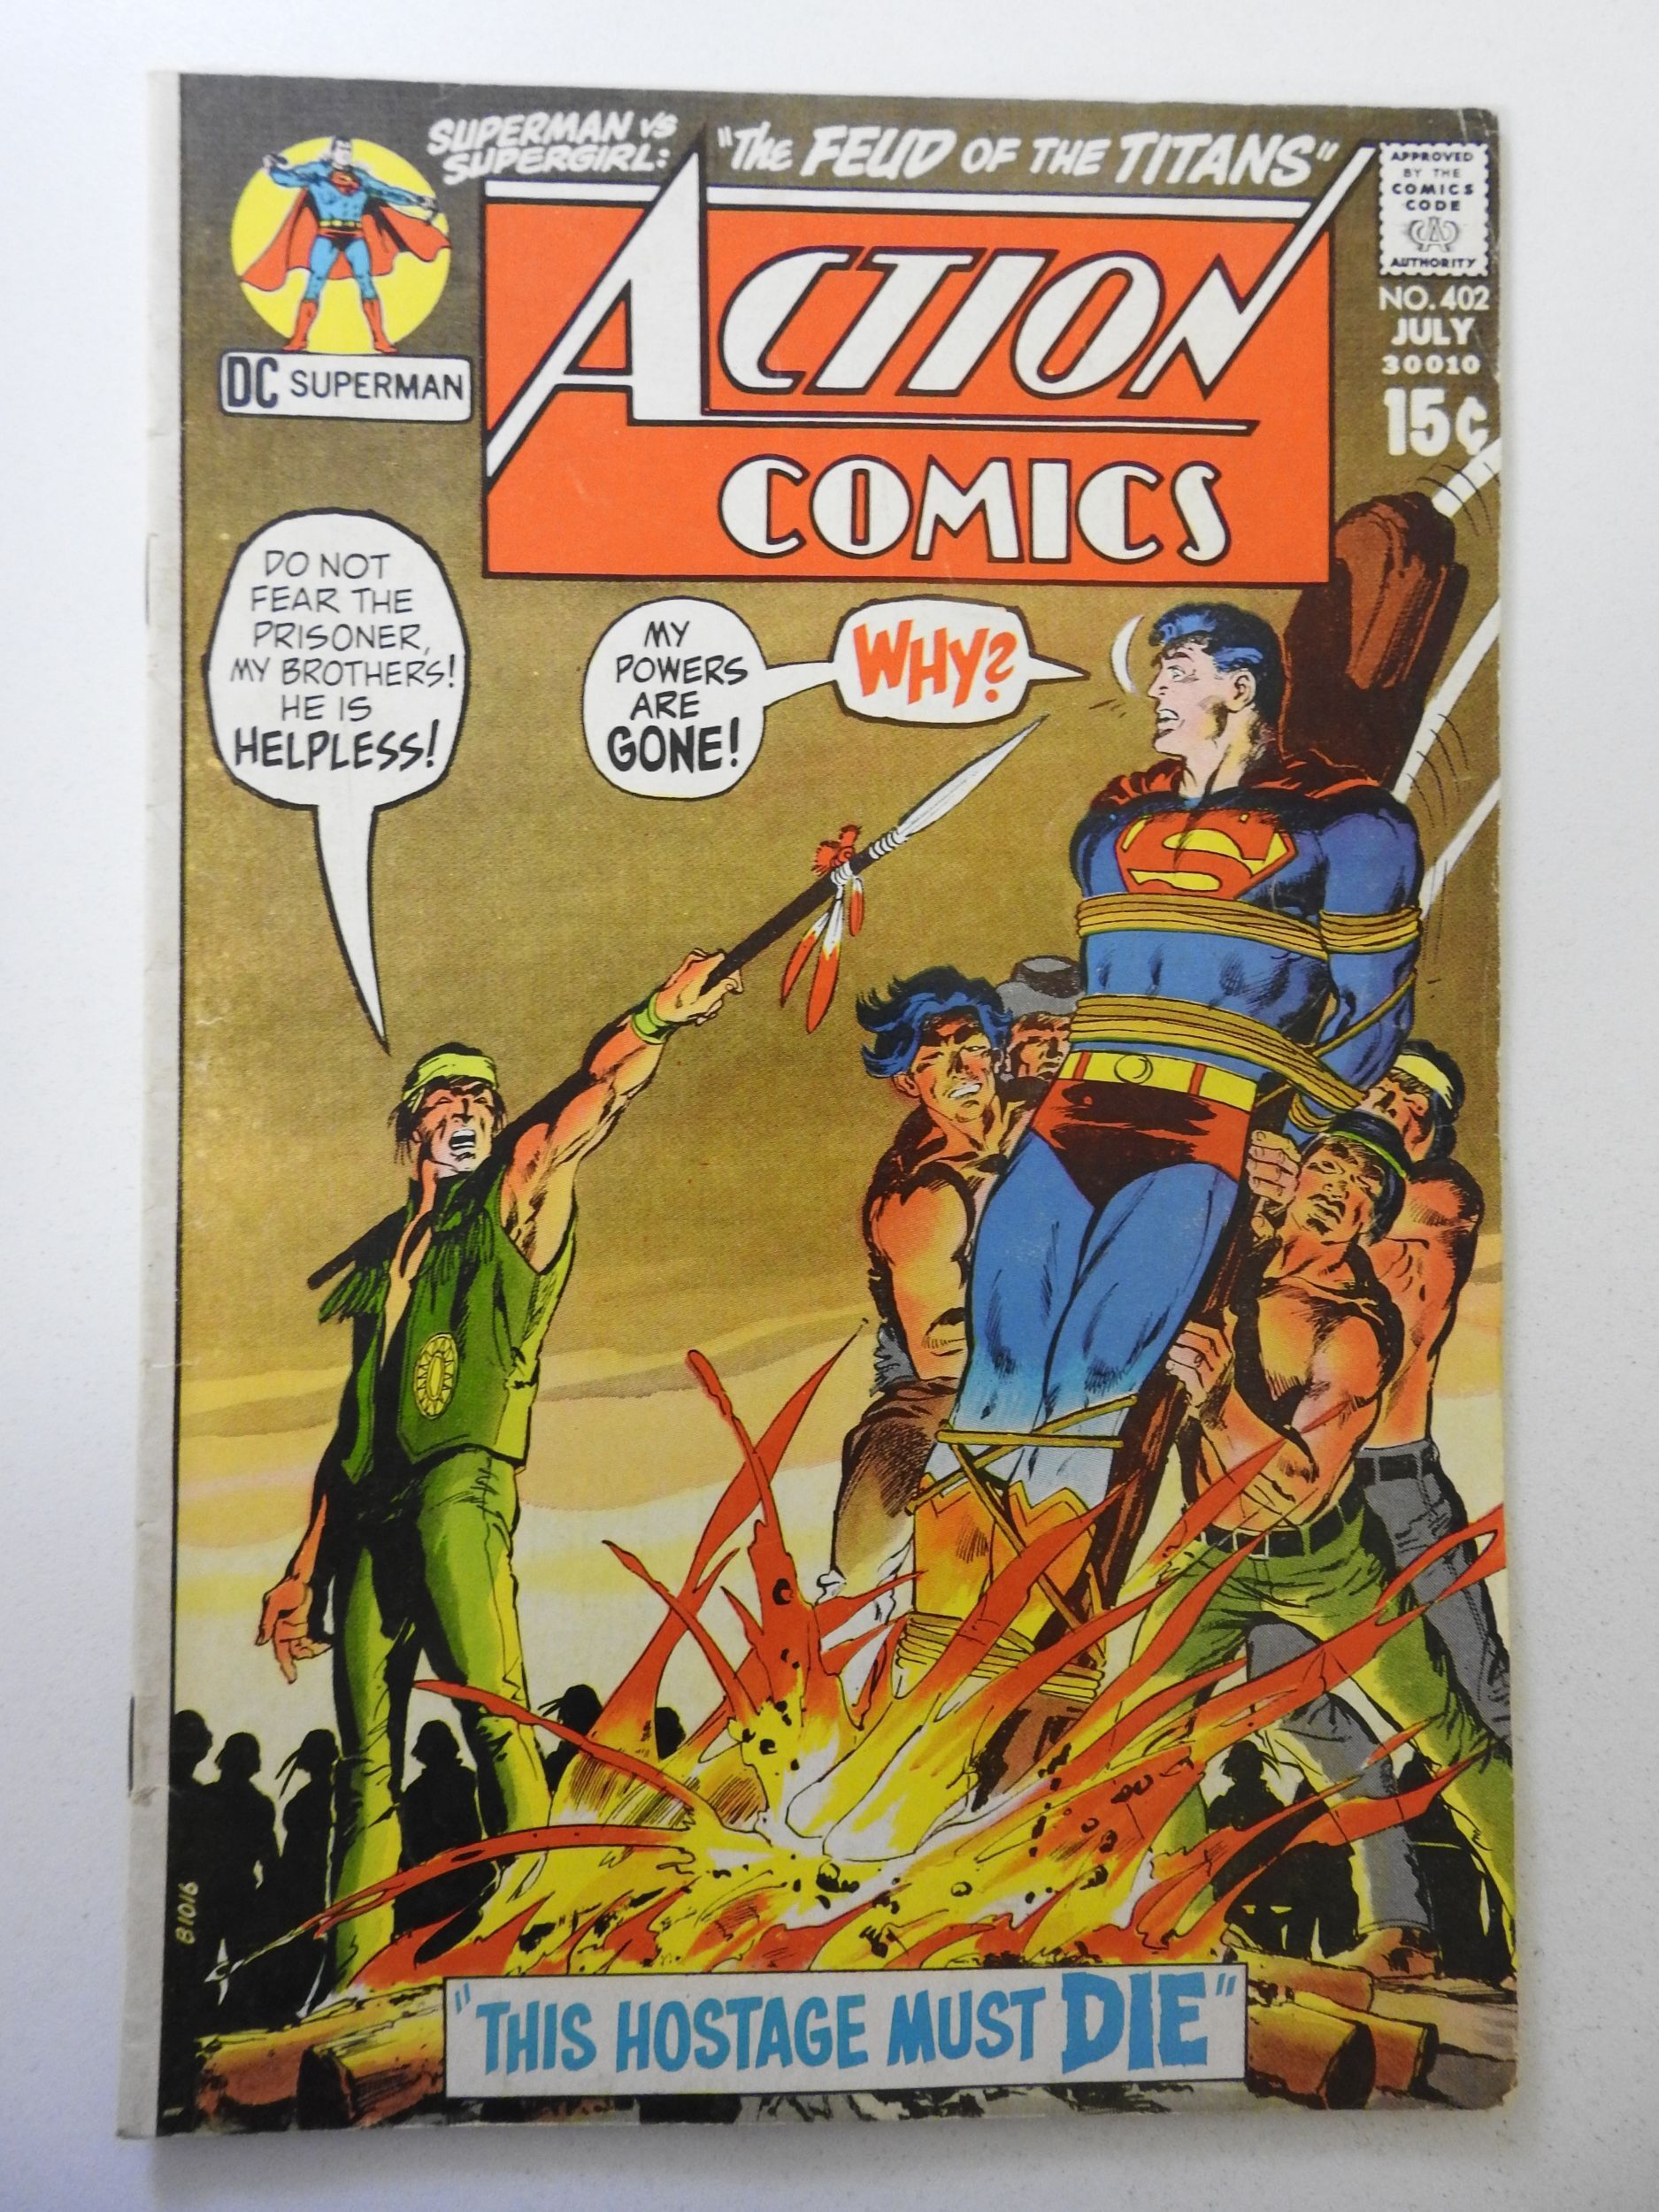 SUPERMAN vs
SUPERGIRL:
"The FEUD OF THE TITANS"
APPROVED
BY THE
COMICS
CODE
CA
AUTHORITY
NO. 402
JULY
30010
15¢
DC SUPERMAN
ACTION
COMICS
DO NOT
FEAR THE
PRISONER,
MY BROTHERS!
HE IS
HELPLESS!
MY
POWERS
ARE
GONE!
WHY?
S
B1016
"THIS HOSTAGE MUST DIE"